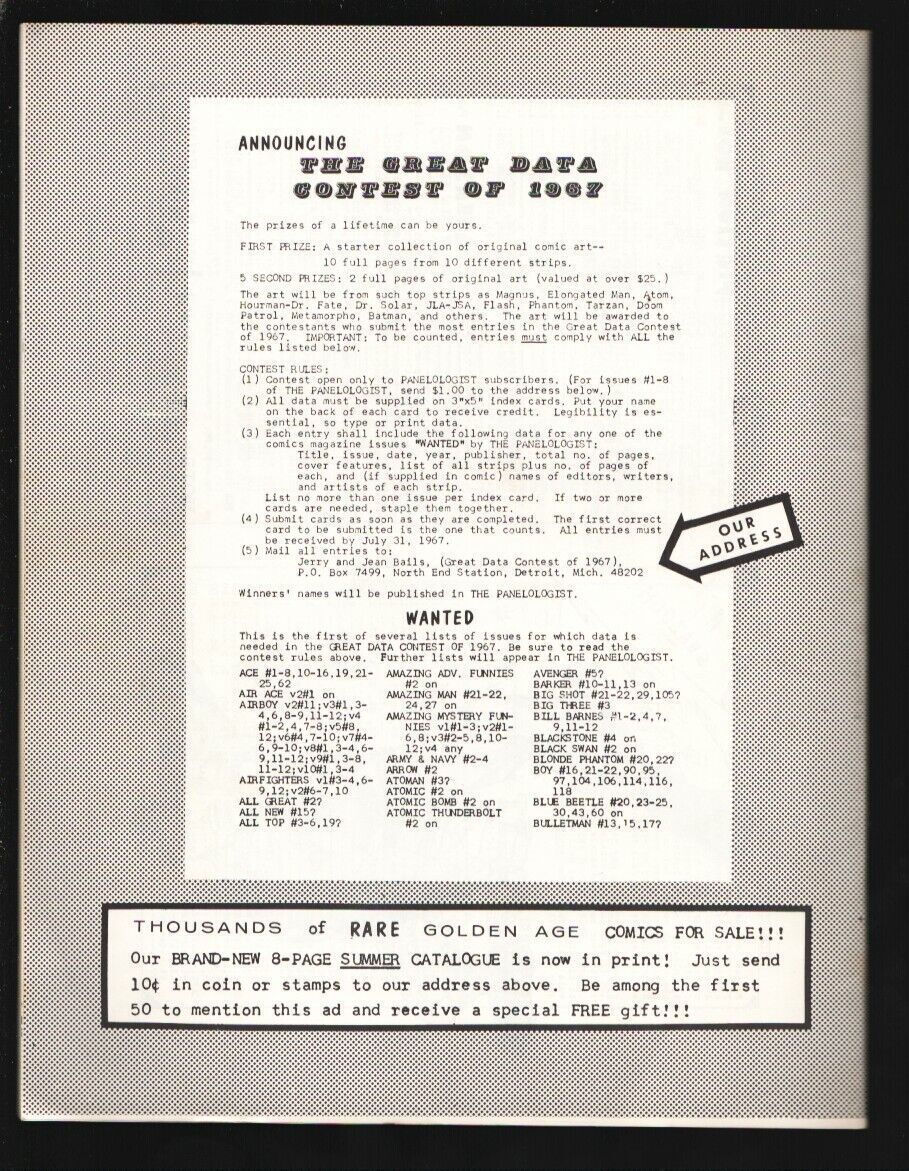 ANNOUNCING
THE GREAT DATA
CONTEST OF 1967
The prizes of a lifetime can be yours.
FIRST PRIZE: A starter collection of original comic art--
10 full pages from 10 different strips.
5 SECOND PRIZES: 2 full pages of original art (valued at over $25.)
The art will be from such top strips as Magnus, Elongated Man, Atom,
Hourman-Dr. Fate, Dr. Solar, JLA-JSA, Flash, Phantom, Tarzan, Doom
Patrol, Metamorpho, Batman, and others. The art will be awarded to
the contestants who submit the most entries in the Great Data Contest
of 1967. IMPORTANT: To be counted, entries must comply with ALL the
rules listed below.
CONTEST RULES:
(1) Contest open only to PANELOLOGIST subscribers. (For issues #1-8
of THE PANELOLOGIST, send $1.00 to the address below.)
(2) All data must be supplied on 3"x5" index cards. Put your name
on the back of each card to receive credit. Legibility is es-
sential, so type or print data.
(3) Each entry shall include the following data for any one of the
comics magazine issues "WANTED" by THE PANELOLOGIST:
Title, issue, date, year, publisher, total no. of pages,
cover features, list of all strips plus no. of pages of
each, and (if supplied in comic) names of editors, writers,
and artists of each strip.
List no more than one issue per index card. If two or more
cards are needed, staple them together.
(4) Submit cards as soon as they are completed. The first correct
card to be submitted is the one that counts. All entries must
be received by July 31, 1967.
(5) Mail all entries to:
Jerry and Jean Bails, (Great Data Contest of 1967),
P.O. Box 7499, North End Station, Detroit, Mich. 48202
OUR
ADDRESS
Winners' names will be published in THE PANELOLOGIST.
WANTED
This is the first of several lists of issues for which data is
needed in the GREAT DATA CONTEST OF 1967. Be sure to read the
contest rules above. Further lists will appear in THE PANELOLOGIST.
ACE #1-8,10-16,19,21-
25,62
AIR ACE v2#1 on
AIRBOY v2#11;v3#1,3-
4,6,8-9,11-12;v4
#1-2,4,7-8;v5#8,
12;v6#4,7-10;v7#4-
6,9-10;v8#1,3-4,6-
9,11-12;v9#1,3-8,
11-12;v10#1,3-4
AIRFIGHTERS v1#3-4,6-
9,12;v2#6-7,10
ALL GREAT #2?
ALL NEW #15?
ALL TOP #3-6,19?
AMAZING ADV. FUNNIES
#2 on
AMAZING MAN #21-22,
24,27 on
AMAZING MYSTERY FUN-
NIES v1#1-3;v2#1-
6,8;v3#2-5,8,10-
12;v4 any
ARMY & NAVY #2-4
ARROW #2
ATOMAN #3?
ATOMIC #2 on
ATOMIC BOMB #2 on
ATOMIC THUNDERBOLT
#2 on
AVENGER #5?
BARKER #10-11,13 on
BIG SHOT #21-22,29,105?
BIG THREE #3
BILL BARNES #1-2,4,7,
9,11-12
BLACKSTONE #4 on
BLACK SWAN #2 on
BLONDE PHANTOM #20,22?
BOY #16,21-22,90,95,
97,104,106,114,116,
118
BLUE BEETLE #20,23-25,
30,43,60 on
BULLETMAN #13,15,17?
THOUSANDS of RARE GOLDEN AGE COMICS FOR SALE!!!
Our BRAND-NEW 8-PAGE SUMMER CATALOGUE is now in print! Just send
10¢ in coin or stamps to our address above. Be among the first
50 to mention this ad and receive a special FREE gift!!!